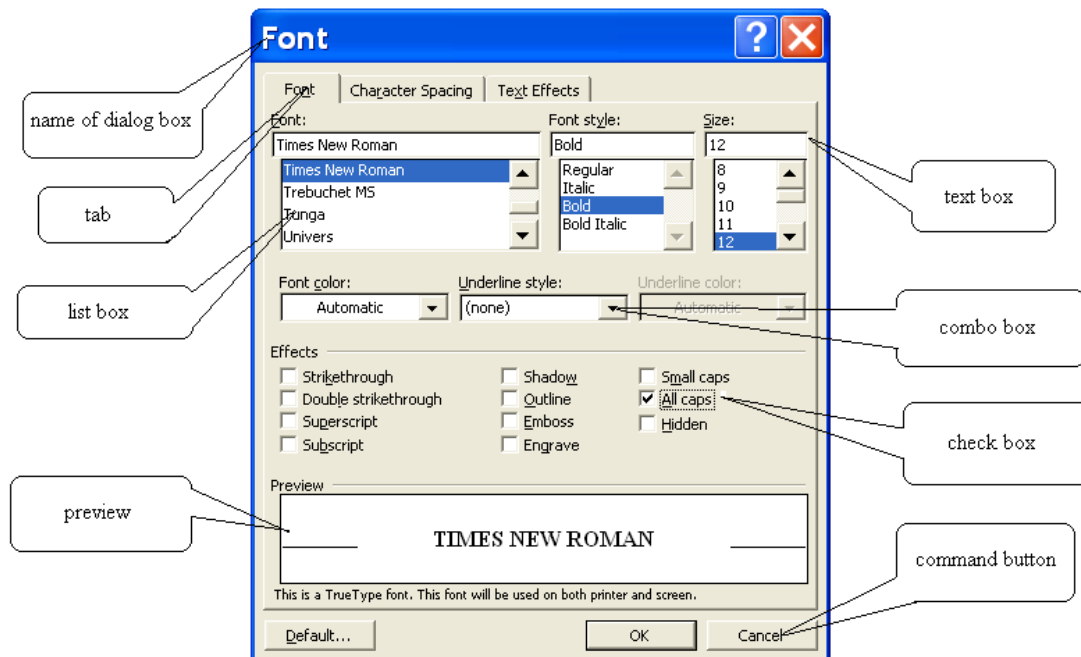 Font
?
name of dialog box
Font
Character Spacing
Text Effects
Font:
Font style:
Size:
Times New Roman
Bold
12
Times New Roman
Trebuchet MS
Tunga
Univers
Regular
Italic
Bold
Bold Italic
8
9
10
11
12
tab
text box
list box
Font color:
Underline style:
Underline color:
Automatic
(none)
Automatic
combo box
Effects
Strikethrough
Double strikethrough
Superscript
Subscript
Shadow
Outline
Emboss
Engrave
Small caps
All caps
Hidden
check box
Preview
preview
TIMES NEW ROMAN
This is a TrueType font. This font will be used on both printer and screen.
command button
Default...
OK
Cancel